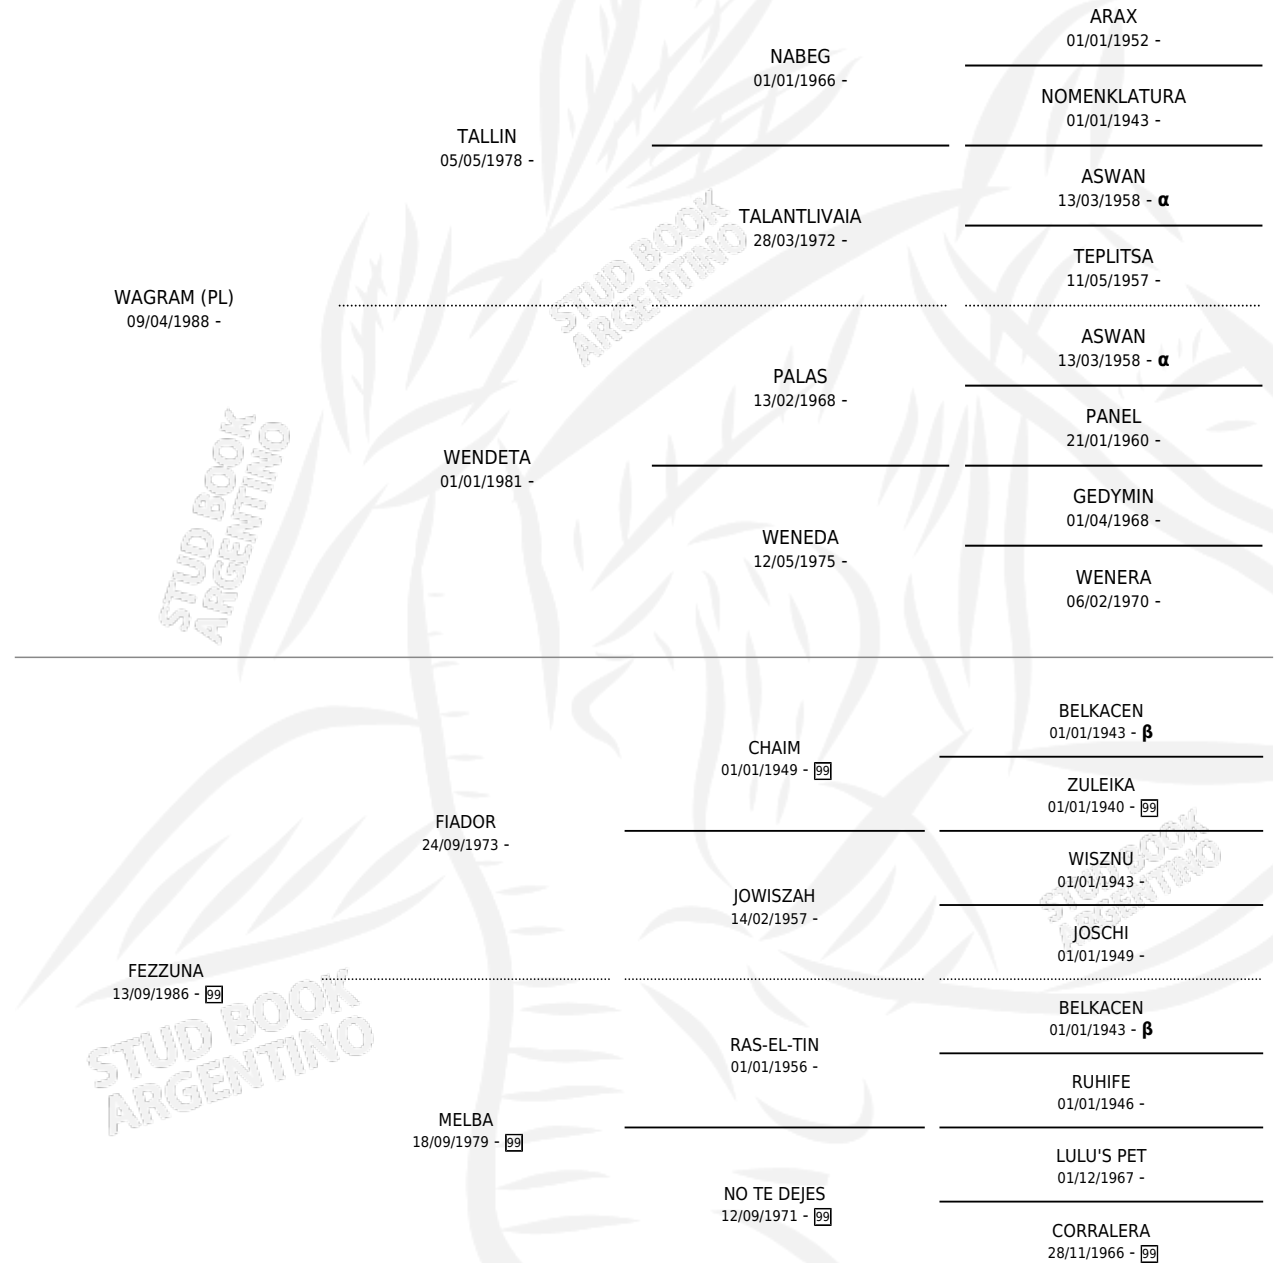 ARAX
01/01/1952 -
NABEG
01/01/1966 -
NOMENKLATURA
01/01/1943 -
TALLIN
05/05/1978 -
ASWAN
13/03/1958 - α
TALANTLIVAIA
28/03/1972 -
TEPLITSA
11/05/1957 -
WAGRAM (PL)
09/04/1988 -
ASWAN
13/03/1958 - α
PALAS
13/02/1968 -
PANEL
21/01/1960 -
WENDETA
01/01/1981 -
GEDYMIN
01/04/1968 -
WENEDA
12/05/1975 -
WENERA
06/02/1970 -
BELKACEN
01/01/1943 - β
CHAIM
01/01/1949 - 99
ZULEIKA
01/01/1940 - 99
FIADOR
24/09/1973 -
WISZNU
01/01/1943 -
JOWISZAH
14/02/1957 -
JOSCHI
01/01/1949 -
FEZZUNA
13/09/1986 - 99
BELKACEN
01/01/1943 - β
RAS-EL-TIN
01/01/1956 -
RUHIFE
01/01/1946 -
MELBA
18/09/1979 - 99
LULU'S PET
01/12/1967 -
NO TE DEJES
12/09/1971 - 99
CORRALERA
28/11/1966 - 99
STUD BOOK
ARGENTINO
STUD BOOK
ARGENTINO
STUD BOOK
ARGENTINO
STUD BOOK
ARGENTINO